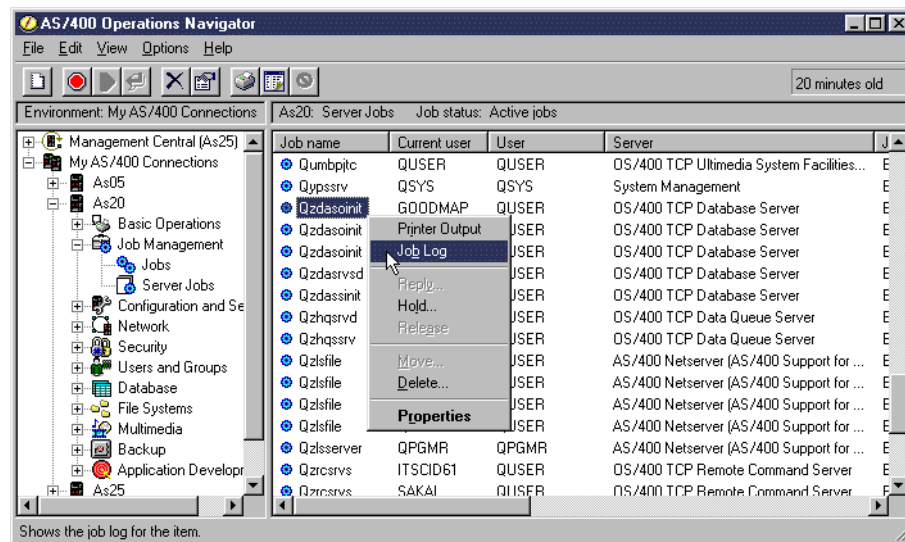 AS/400 Operations Navigator
File Edit View Options Help
20 minutes old
Environment: My AS/400 Connections
As20: Server Jobs Job status: Active jobs
Management Central (As25)
My AS/400 Connections
As05
As20
Basic Operations
Job Management
Jobs
Server Jobs
Configuration and Se
Network
Security
Users and Groups
Database
File Systems
Multimedia
Backup
Application Developr
As25
Job name Current user User Server J
Qumbpjtc QUSER QUSER OS/400 TCP Ultimedia System Facilities... E
Qypssrv QSYS QSYS System Management E
Qzdasoinit GOODMAP QUSER OS/400 TCP Database Server E
Qzdasoinit JSER OS/400 TCP Database Server E
Qzdasoinit JSER OS/400 TCP Database Server E
Qzdasrvsd JSER OS/400 TCP Database Server E
Qzdassinit JSER OS/400 TCP Database Server E
Qzhqsrvd JSER OS/400 TCP Data Queue Server E
Qzhqssrv JSER OS/400 TCP Data Queue Server E
Qzlsfile JSER AS/400 Netserver (AS/400 Support for ... E
Qzlsfile JSER AS/400 Netserver (AS/400 Support for ... E
Qzlsfile JSER AS/400 Netserver (AS/400 Support for ... E
Qzlsfile JSER AS/400 Netserver (AS/400 Support for ... E
Qzlsserver QPGMR QPGMR AS/400 Netserver (AS/400 Support for ... E
Qzrcsrvs ITSCID61 QUSER OS/400 TCP Remote Command Server E
Qzrcsrvs SAKAI QUSER OS/400 TCP Remote Command Server E
Printer Output
Job Log
Reply...
Hold...
Release
Move...
Delete...
Properties
Shows the job log for the item.